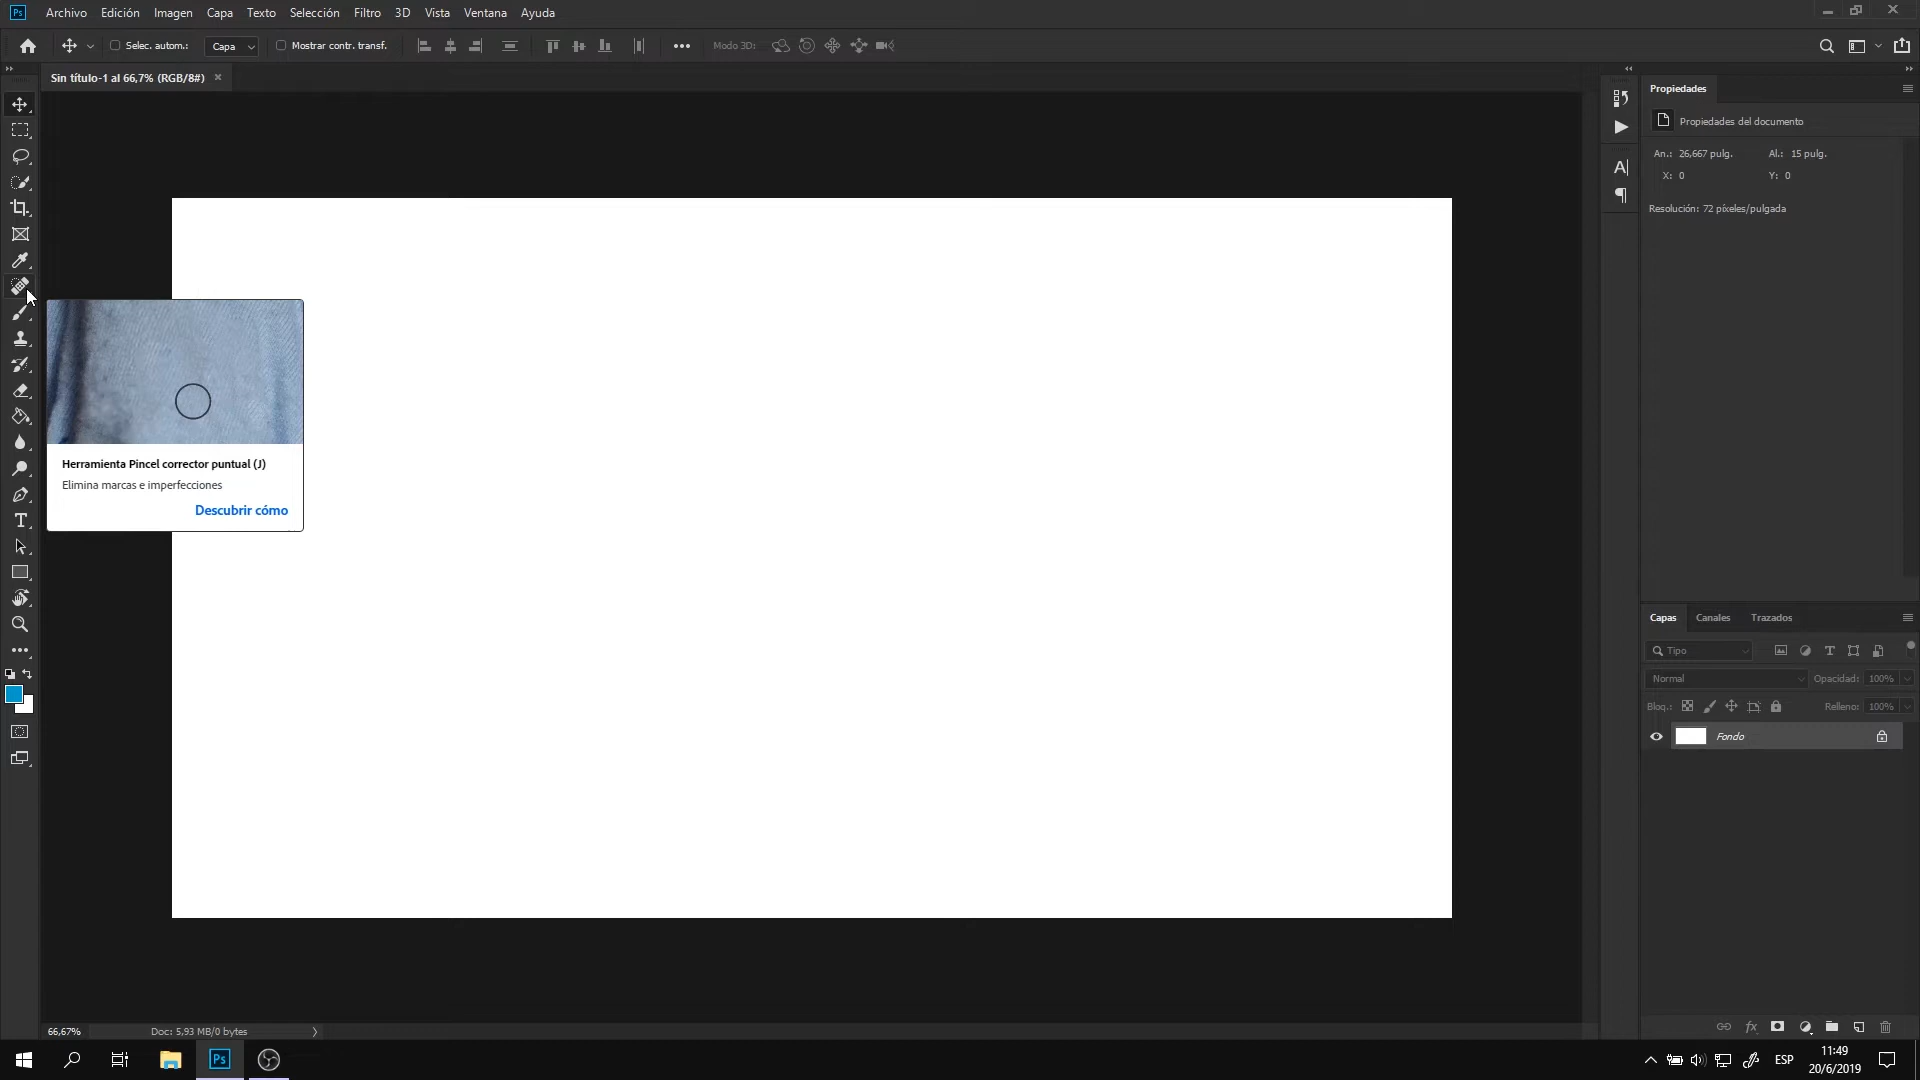 Ps Archivo Edición Imagen Capa Texto Selección Filtro 3D Vista Ventana Ayuda
Selec. autom.: Capa Mostrar contr. transf. Modo 3D:
Sin título-1 al 66,7% (RGB/8#)
Propiedades
Propiedades del documento
An.: 26,667 pulg. Al.: 15 pulg.
X: 0 Y: 0
Resolución: 72 píxeles/pulgada
Herramienta Pincel corrector puntual (J)
Elimina marcas e imperfecciones
Descubrir cómo
Capas Canales Trazados
Tipo
Normal Opacidad: 100%
Bloq.: Relleno: 100%
Fondo
66,67% Doc: 5,93 MB/0 bytes
Ps ESP 11:49
20/6/2019